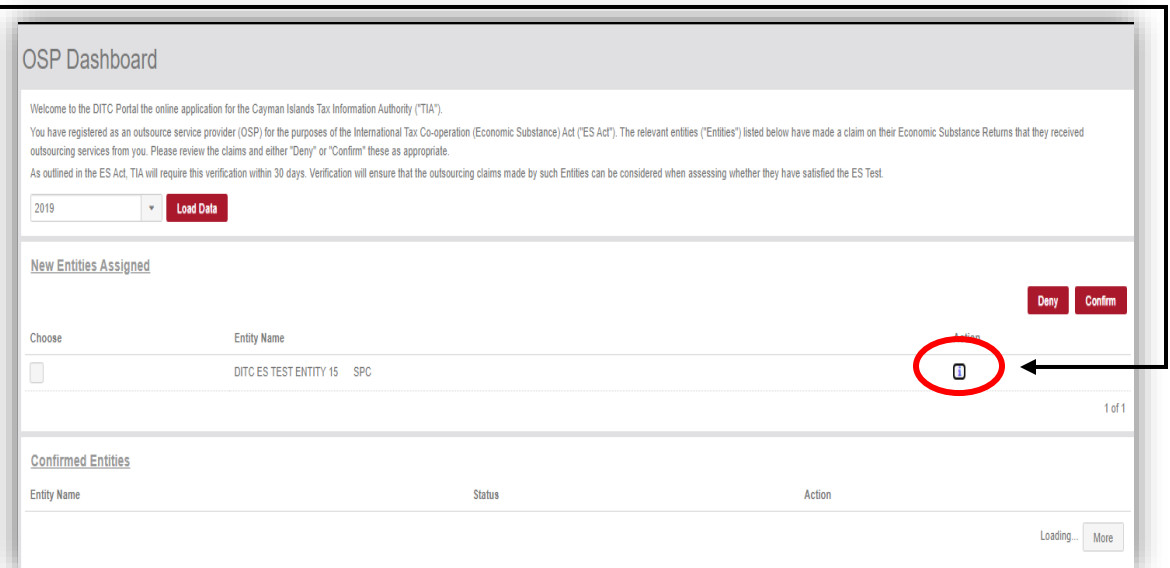 OSP Dashboard
Welcome to the DITC Portal the online application for the Cayman Islands Tax Information Authority ("TIA").
You have registered as an outsource service provider (OSP) for the purposes of the International Tax Co-operation (Economic Substance) Act ("ES Act"). The relevant entities ("Entities") listed below have made a claim on their Economic Substance Returns that they received
outsourcing services from you. Please review the claims and either "Deny" or "Confirm" these as appropriate.
As outlined in the ES Act, TIA will require this verification within 30 days. Verification will ensure that the outsourcing claims made by such Entities can be considered when assessing whether they have satisfied the ES Test.
2019 Load Data
New Entities Assigned
Deny Confirm
Choose Entity Name Action
DITC ES TEST ENTITY 15 SPC i
1 of 1
Confirmed Entities
Entity Name Status Action
Loading... More